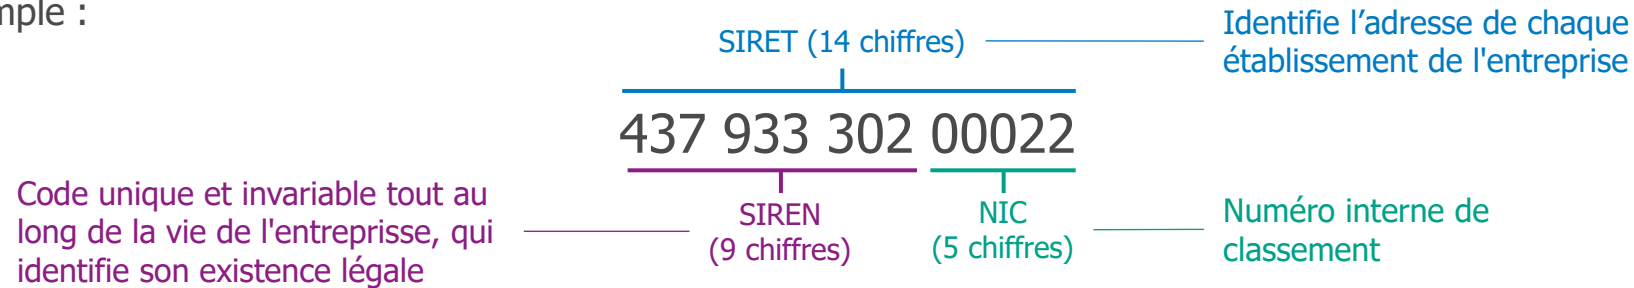 mple :
SIRET (14 chiffres)
Identifie l’adresse de chaque
établissement de l'entreprise
437 933 302 00022
Code unique et invariable tout au
long de la vie de l'entreprisse, qui
identifie son existence légale
SIREN
(9 chiffres)
NIC
(5 chiffres)
Numéro interne de
classement